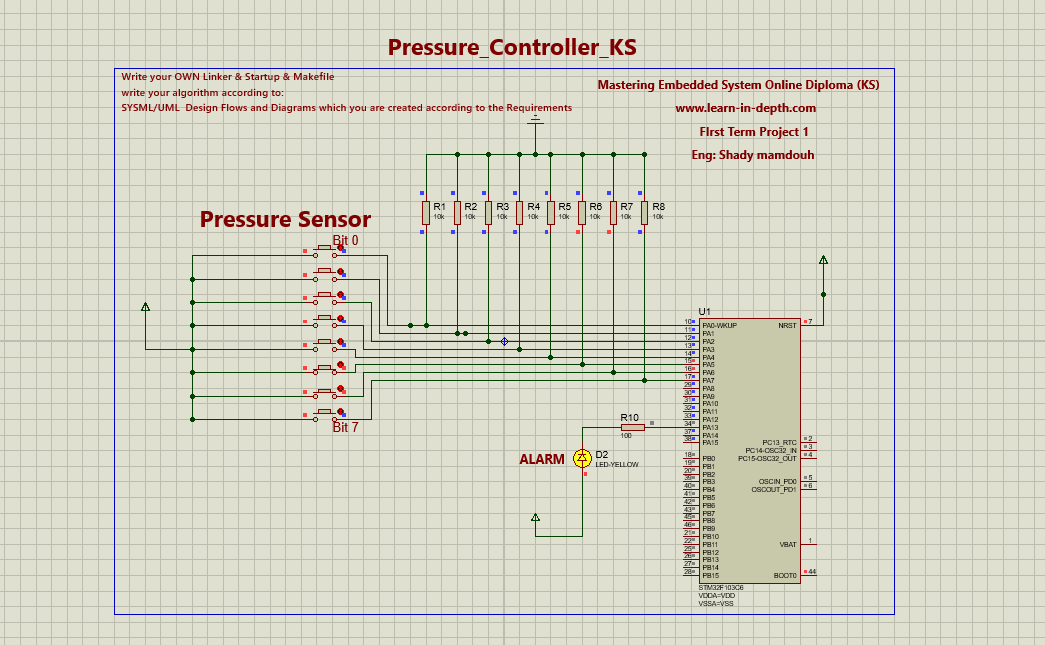 Pressure_Controller_KS
Write your OWN Linker & Startup & Makefile
write your algorithm according to:
SYSML/UML Design Flows and Diagrams which you are created according to the Requirements
Mastering Embedded System Online Diploma (KS)
www.learn-in-depth.com
FIrst Term Project 1
Eng: Shady mamdouh
R1
10k
R2
10k
R3
10k
R4
10k
R5
10k
R6
10k
R7
10k
R8
10k
Pressure Sensor
Bit 0
Bit 7
U1
10
PA0-WKUP
11
PA1
12
PA2
13
PA3
14
PA4
15
PA5
16
PA6
17
PA7
29
PA8
30
PA9
31
PA10
32
PA11
33
PA12
34
PA13
37
PA14
38
PA15
18
PB0
19
PB1
20
PB2
39
PB3
40
PB4
41
PB5
42
PB6
43
PB7
45
PB8
46
PB9
21
PB10
22
PB11
25
PB12
26
PB13
27
PB14
28
PB15
NRST
7
PC13_RTC
2
PC14-OSC32_IN
3
PC15-OSC32_OUT
4
OSCIN_PD0
5
OSCOUT_PD1
6
VBAT
1
BOOT0
44
STM32F103C6
VDDA=VDD
VSSA=VSS
R10
100
ALARM
D2
LED-YELLOW